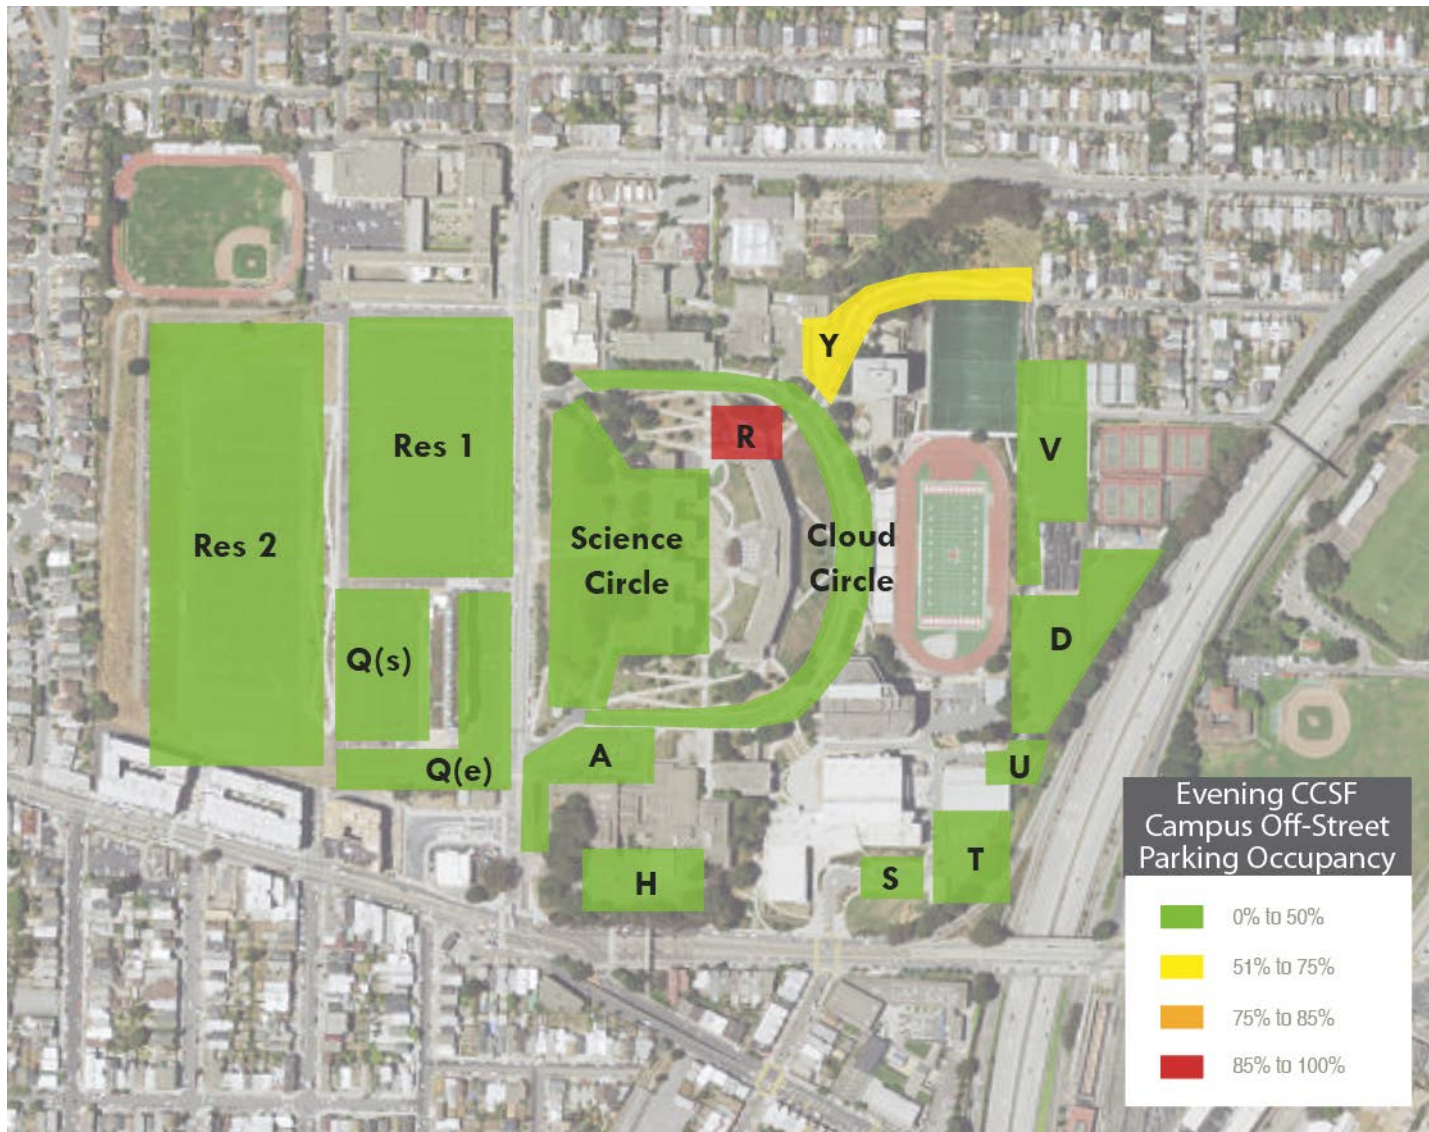 Y
R
V
Res 1
Res 2
Science
Circle
Cloud
Circle
Q(s)
D
A
Q(e)
U
H
S
T
Evening CCSF
Campus Off-Street
Parking Occupancy
0% to 50%
51% to 75%
75% to 85%
85% to 100%